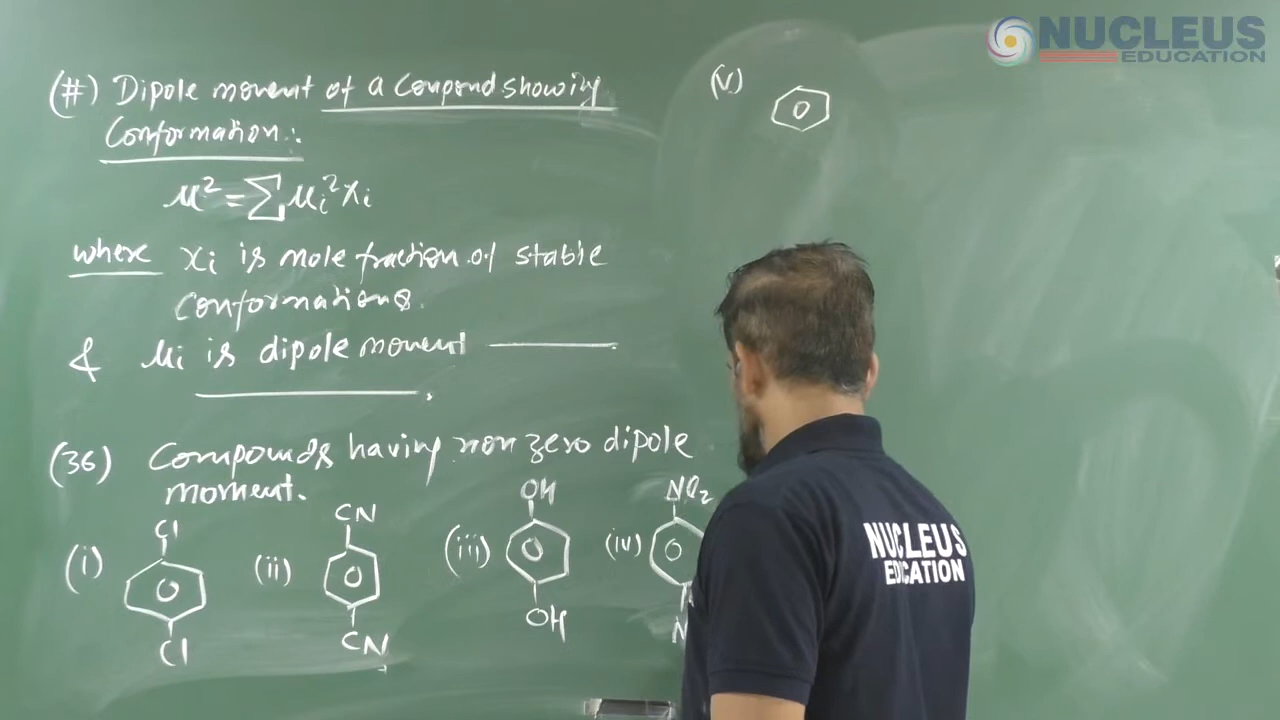 NUCLEUS
EDUCATION
(#) Dipole moment of a Compond showing
Conformation:
μ² = ∑ μi² xi
where xi is mole fraction of stable
conformations.
& μi is dipole moment
(36) Compounds having non zero dipole
moment.
(i) Cl
Cl
(ii) CN
CN
(iii) OH
OH
(iv) NO2
(v)
NUCLEUS
EDUCATION